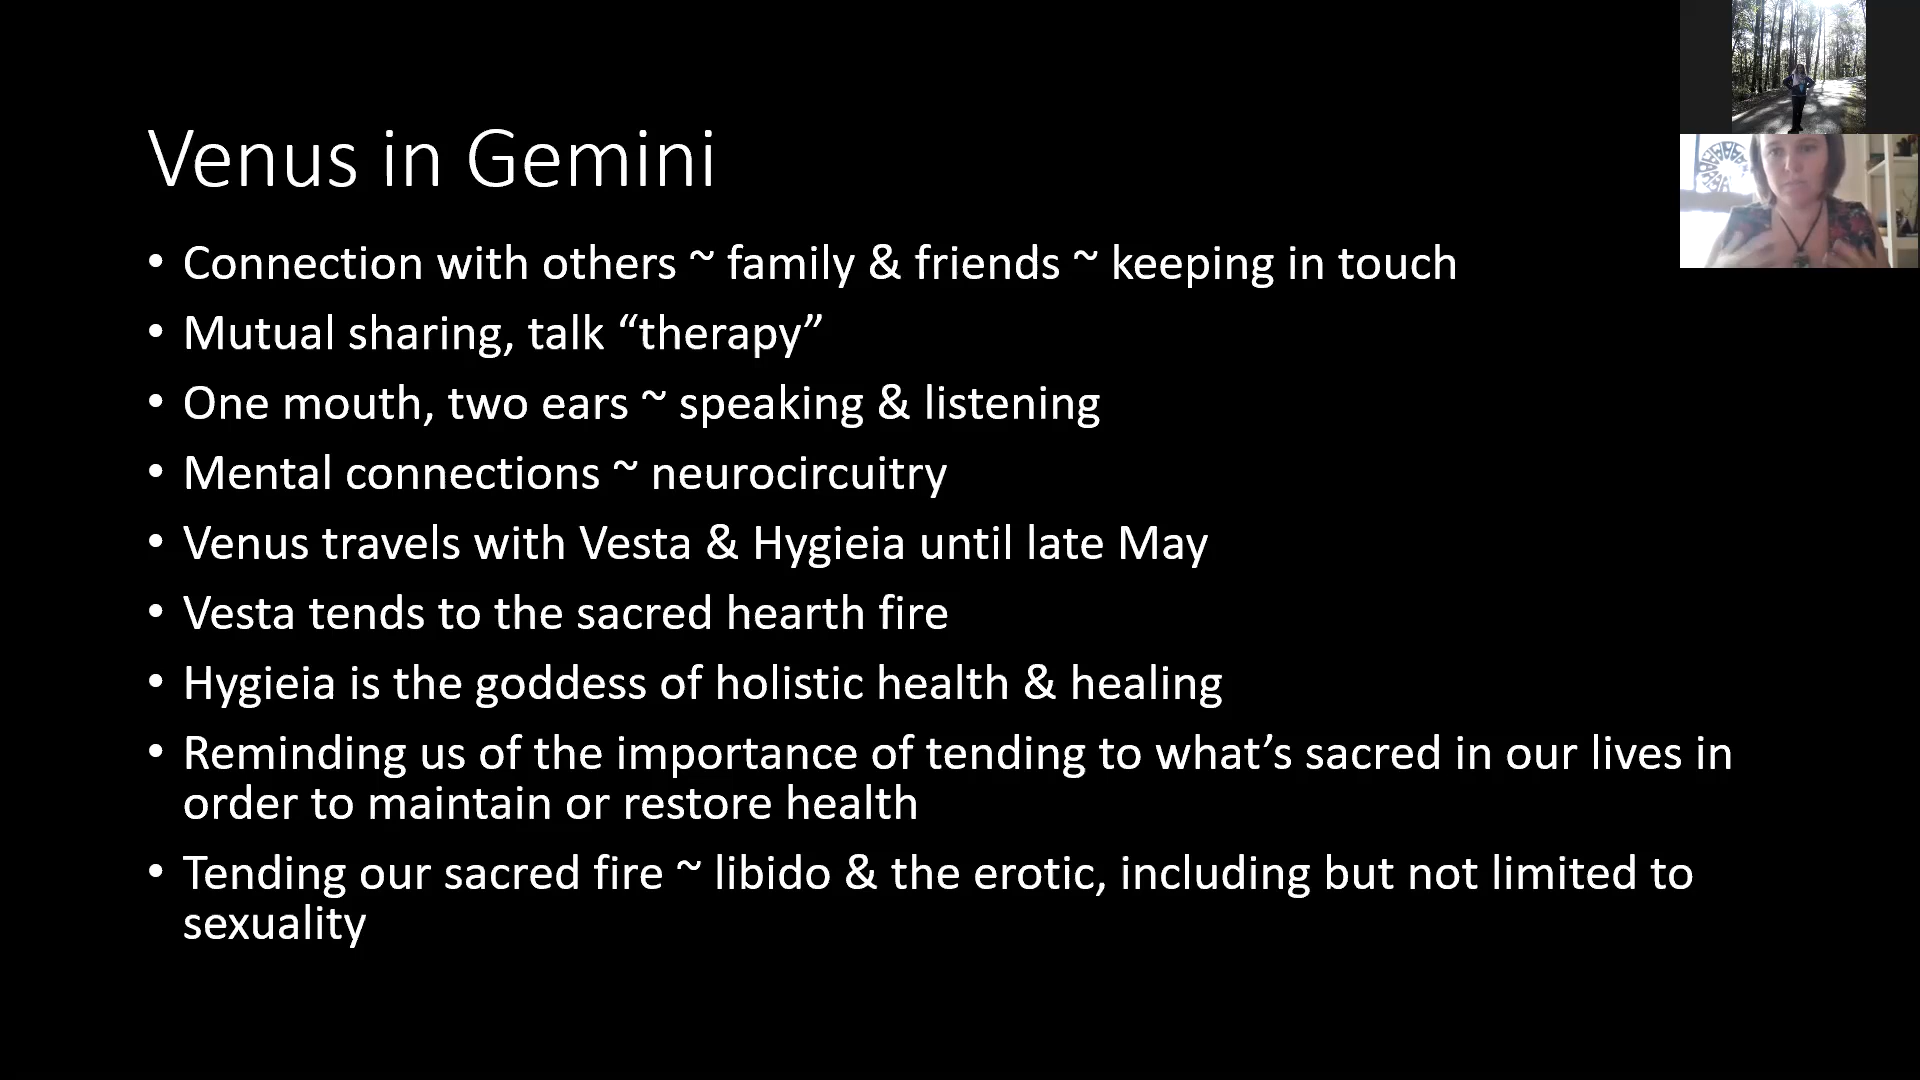 Venus in Gemini
• Connection with others ~ family & friends ~ keeping in touch
• Mutual sharing, talk “therapy”
• One mouth, two ears ~ speaking & listening
• Mental connections ~ neurocircuitry
• Venus travels with Vesta & Hygieia until late May
• Vesta tends to the sacred hearth fire
• Hygieia is the goddess of holistic health & healing
• Reminding us of the importance of tending to what’s sacred in our lives in
order to maintain or restore health
• Tending our sacred fire ~ libido & the erotic, including but not limited to
sexuality